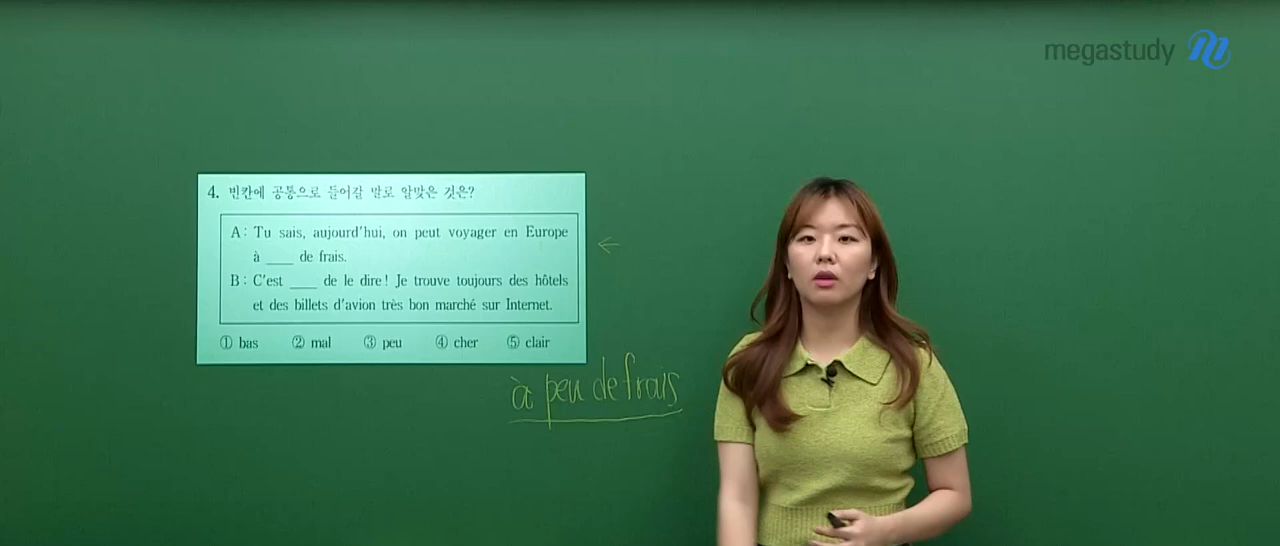 megastudy
4. 빈칸에 공통으로 들어갈 말로 알맞은 것은?
A : Tu sais, aujourd'hui, on peut voyager en Europe
à ____ de frais.
B : C'est ____ de le dire! Je trouve toujours des hôtels
et des billets d'avion très bon marché sur Internet.
① bas ② mal ③ peu ④ cher ⑤ clair
à peu de frais